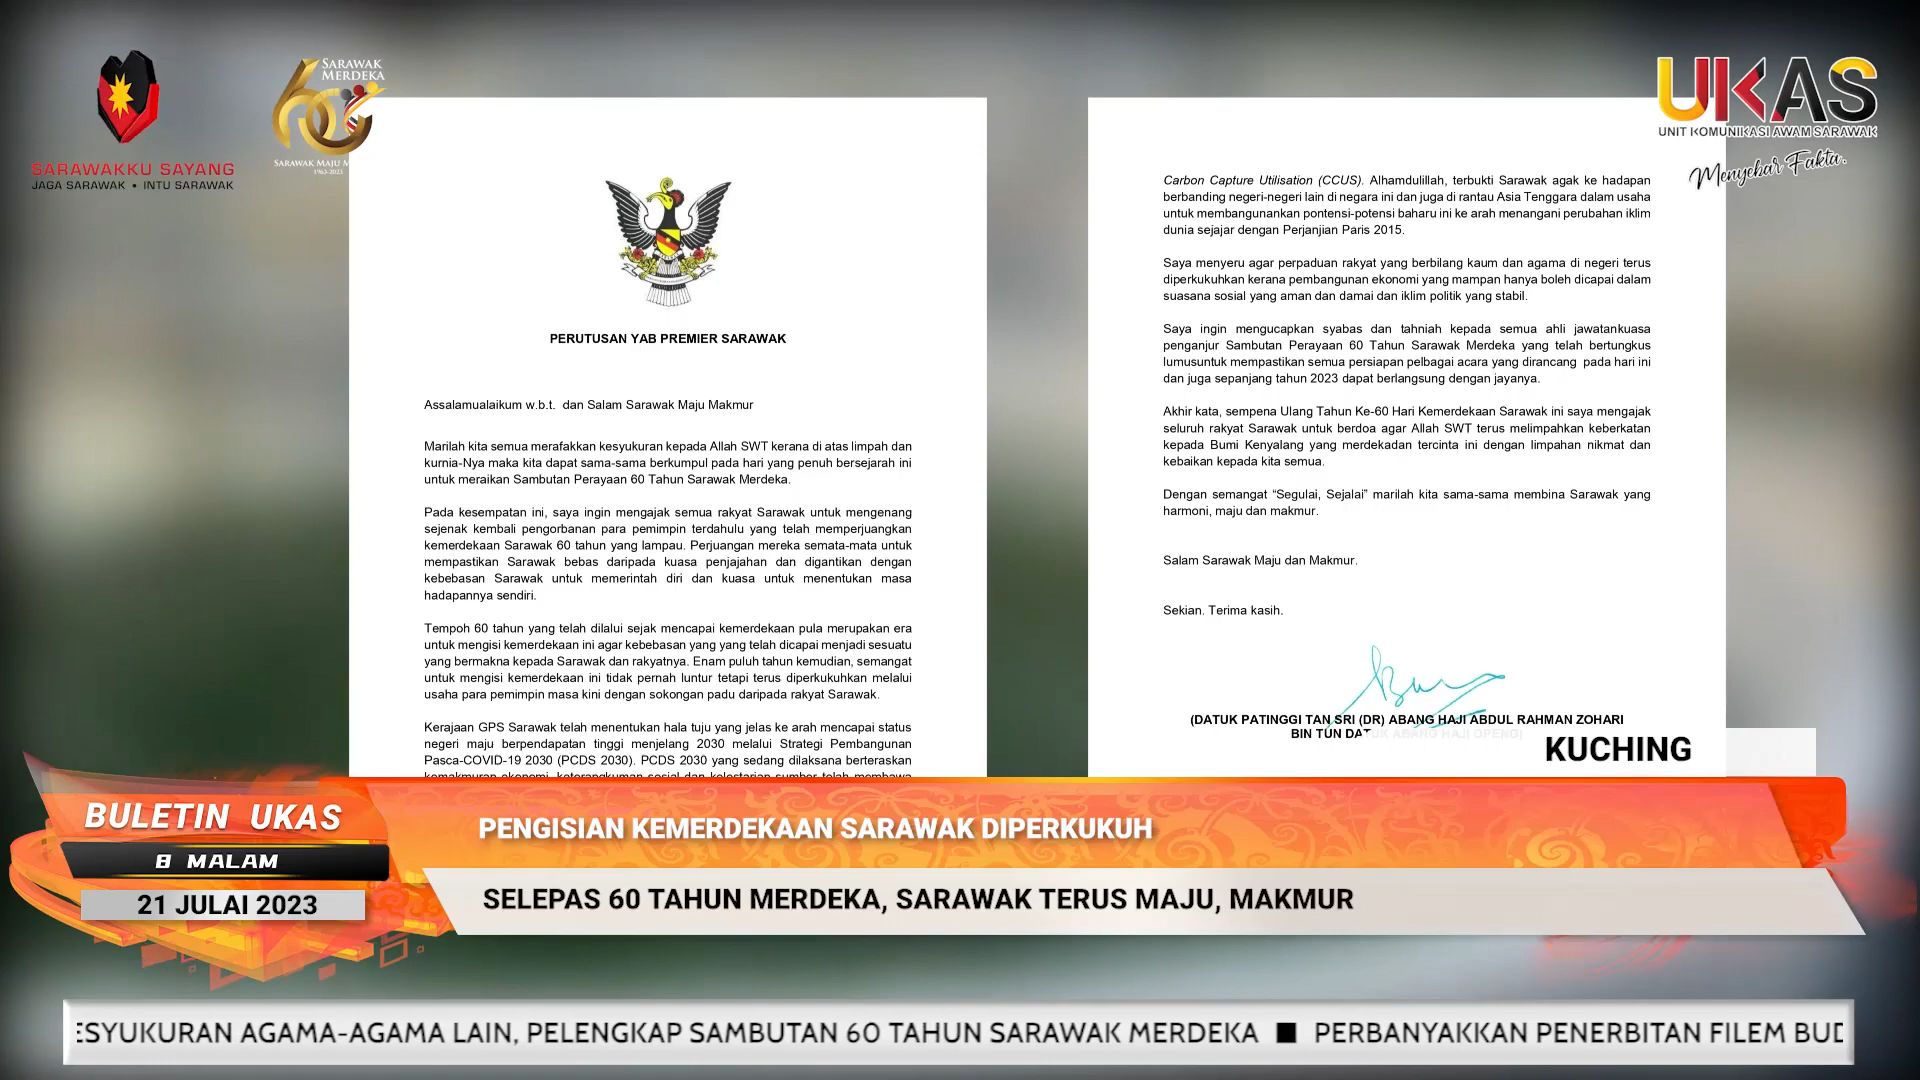 SARAWAKKU SAYANG
JAGA SARAWAK • INTU SARAWAK
60
SARAWAK
MERDEKA
SARAWAK MAJU M
1963-2023
UKAS
UNIT KOMUNIKASI AWAM SARAWAK
Menyebar Fakta.
PERUTUSAN YAB PREMIER SARAWAK
Assalamualaikum w.b.t. dan Salam Sarawak Maju Makmur
Marilah kita semua merafakkan kesyukuran kepada Allah SWT kerana di atas limpah dan
kurnia-Nya maka kita dapat sama-sama berkumpul pada hari yang penuh bersejarah ini
untuk meraikan Sambutan Perayaan 60 Tahun Sarawak Merdeka.
Pada kesempatan ini, saya ingin mengajak semua rakyat Sarawak untuk mengenang
sejenak kembali pengorbanan para pemimpin terdahulu yang telah memperjuangkan
kemerdekaan Sarawak 60 tahun yang lampau. Perjuangan mereka semata-mata untuk
mempastikan Sarawak bebas daripada kuasa penjajahan dan digantikan dengan
kebebasan Sarawak untuk memerintah diri dan kuasa untuk menentukan masa
hadapannya sendiri.
Tempoh 60 tahun yang telah dilalui sejak mencapai kemerdekaan pula merupakan era
untuk mengisi kemerdekaan ini agar kebebasan yang yang telah dicapai menjadi sesuatu
yang bermakna kepada Sarawak dan rakyatnya. Enam puluh tahun kemudian, semangat
untuk mengisi kemerdekaan ini tidak pernah luntur tetapi terus diperkukuhkan melalui
usaha para pemimpin masa kini dengan sokongan padu daripada rakyat Sarawak.
Kerajaan GPS Sarawak telah menentukan hala tuju yang jelas ke arah mencapai status
negeri maju berpendapatan tinggi menjelang 2030 melalui Strategi Pembangunan
Pasca-COVID-19 2030 (PCDS 2030). PCDS 2030 yang sedang dilaksana berteraskan
kemakmuran ekonomi, keterangkuman sosial dan kelestarian sumber telah membawa
Carbon Capture Utilisation (CCUS). Alhamdulillah, terbukti Sarawak agak ke hadapan
berbanding negeri-negeri lain di negara ini dan juga di rantau Asia Tenggara dalam usaha
untuk membangunankan pontensi-potensi baharu ini ke arah menangani perubahan iklim
dunia sejajar dengan Perjanjian Paris 2015.
Saya menyeru agar perpaduan rakyat yang berbilang kaum dan agama di negeri terus
diperkukuhkan kerana pembangunan ekonomi yang mampan hanya boleh dicapai dalam
suasana sosial yang aman dan damai dan iklim politik yang stabil.
Saya ingin mengucapkan syabas dan tahniah kepada semua ahli jawatankuasa
penganjur Sambutan Perayaan 60 Tahun Sarawak Merdeka yang telah bertungkus
lumusuntuk mempastikan semua persiapan pelbagai acara yang dirancang pada hari ini
dan juga sepanjang tahun 2023 dapat berlangsung dengan jayanya.
Akhir kata, sempena Ulang Tahun Ke-60 Hari Kemerdekaan Sarawak ini saya mengajak
seluruh rakyat Sarawak untuk berdoa agar Allah SWT terus melimpahkan keberkatan
kepada Bumi Kenyalang yang merdekadan tercinta ini dengan limpahan nikmat dan
kebaikan kepada kita semua.
Dengan semangat “Segulai, Sejalai” marilah kita sama-sama membina Sarawak yang
harmoni, maju dan makmur.
Salam Sarawak Maju dan Makmur.
Sekian. Terima kasih.
(DATUK PATINGGI TAN SRI (DR) ABANG HAJI ABDUL RAHMAN ZOHARI
BIN TUN DATUK ABANG HAJI OPENG)
KUCHING
BULETIN UKAS
8 MALAM
21 JULAI 2023
PENGISIAN KEMERDEKAAN SARAWAK DIPERKUKUH
SELEPAS 60 TAHUN MERDEKA, SARAWAK TERUS MAJU, MAKMUR
ESYUKURAN AGAMA-AGAMA LAIN, PELENGKAP SAMBUTAN 60 TAHUN SARAWAK MERDEKA ■ PERBANYAKKAN PENERBITAN FILEM BUD